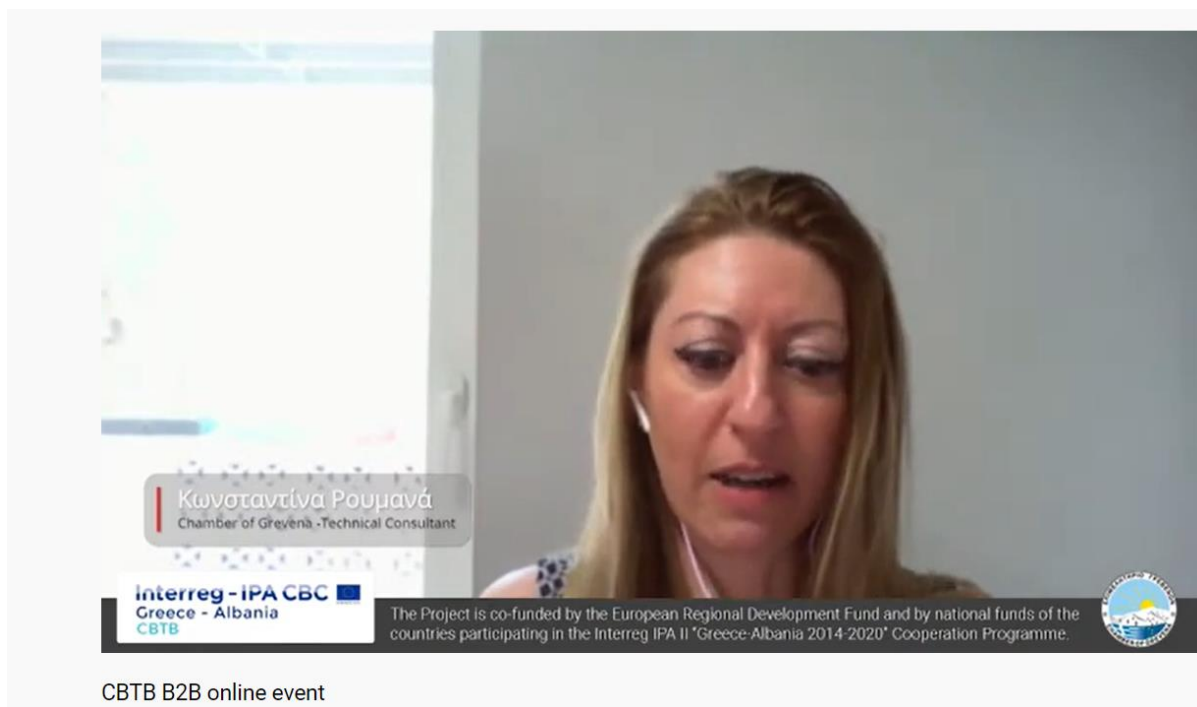 Κωνσταντίνα Ρουμανά
Chamber of Grevena -Technical Consultant
Interreg - IPA CBC
Greece - Albania
CBTB
The Project is co-funded by the European Regional Development Fund and by national funds of the
countries participating in the Interreg IPA II "Greece-Albania 2014-2020" Cooperation Programme.
CBTB B2B online event